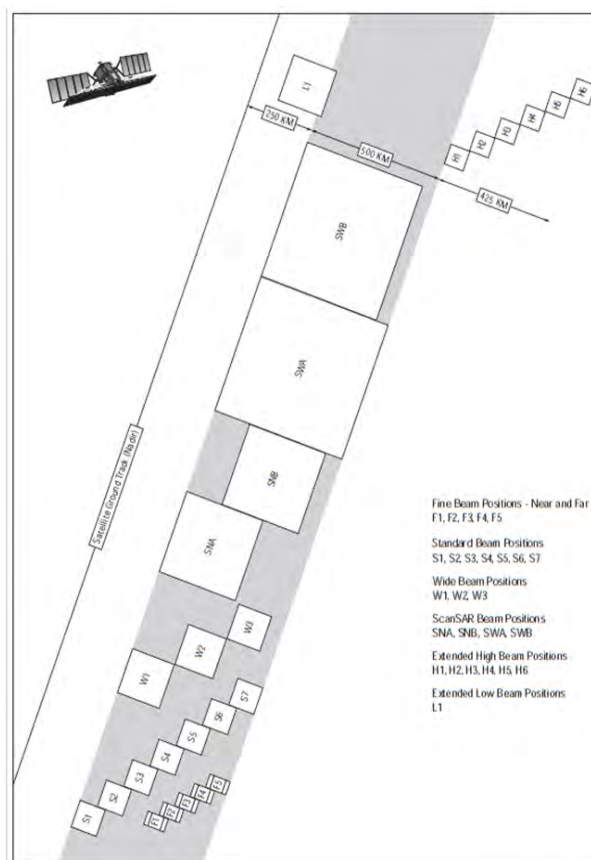 L1
H6
H5
H4
H3
H2
H1
250 KM
500 KM
425 KM
SWB
SWA
SNB
SNA
Satellite Ground Track (Nadir)
W3
W2
W1
S7
S6
S5
S4
S3
S2
S1
F5
F4
F3
F2
F1
Fine Beam Positions - Near and Far
F1, F2, F3, F4, F5
Standard Beam Positions
S1, S2, S3, S4, S5, S6, S7
Wide Beam Positions
W1, W2, W3
ScanSAR Beam Positions
SNA, SNB, SWA, SWB
Extended High Beam Positions
H1, H2, H3, H4, H5, H6
Extended Low Beam Positions
L1